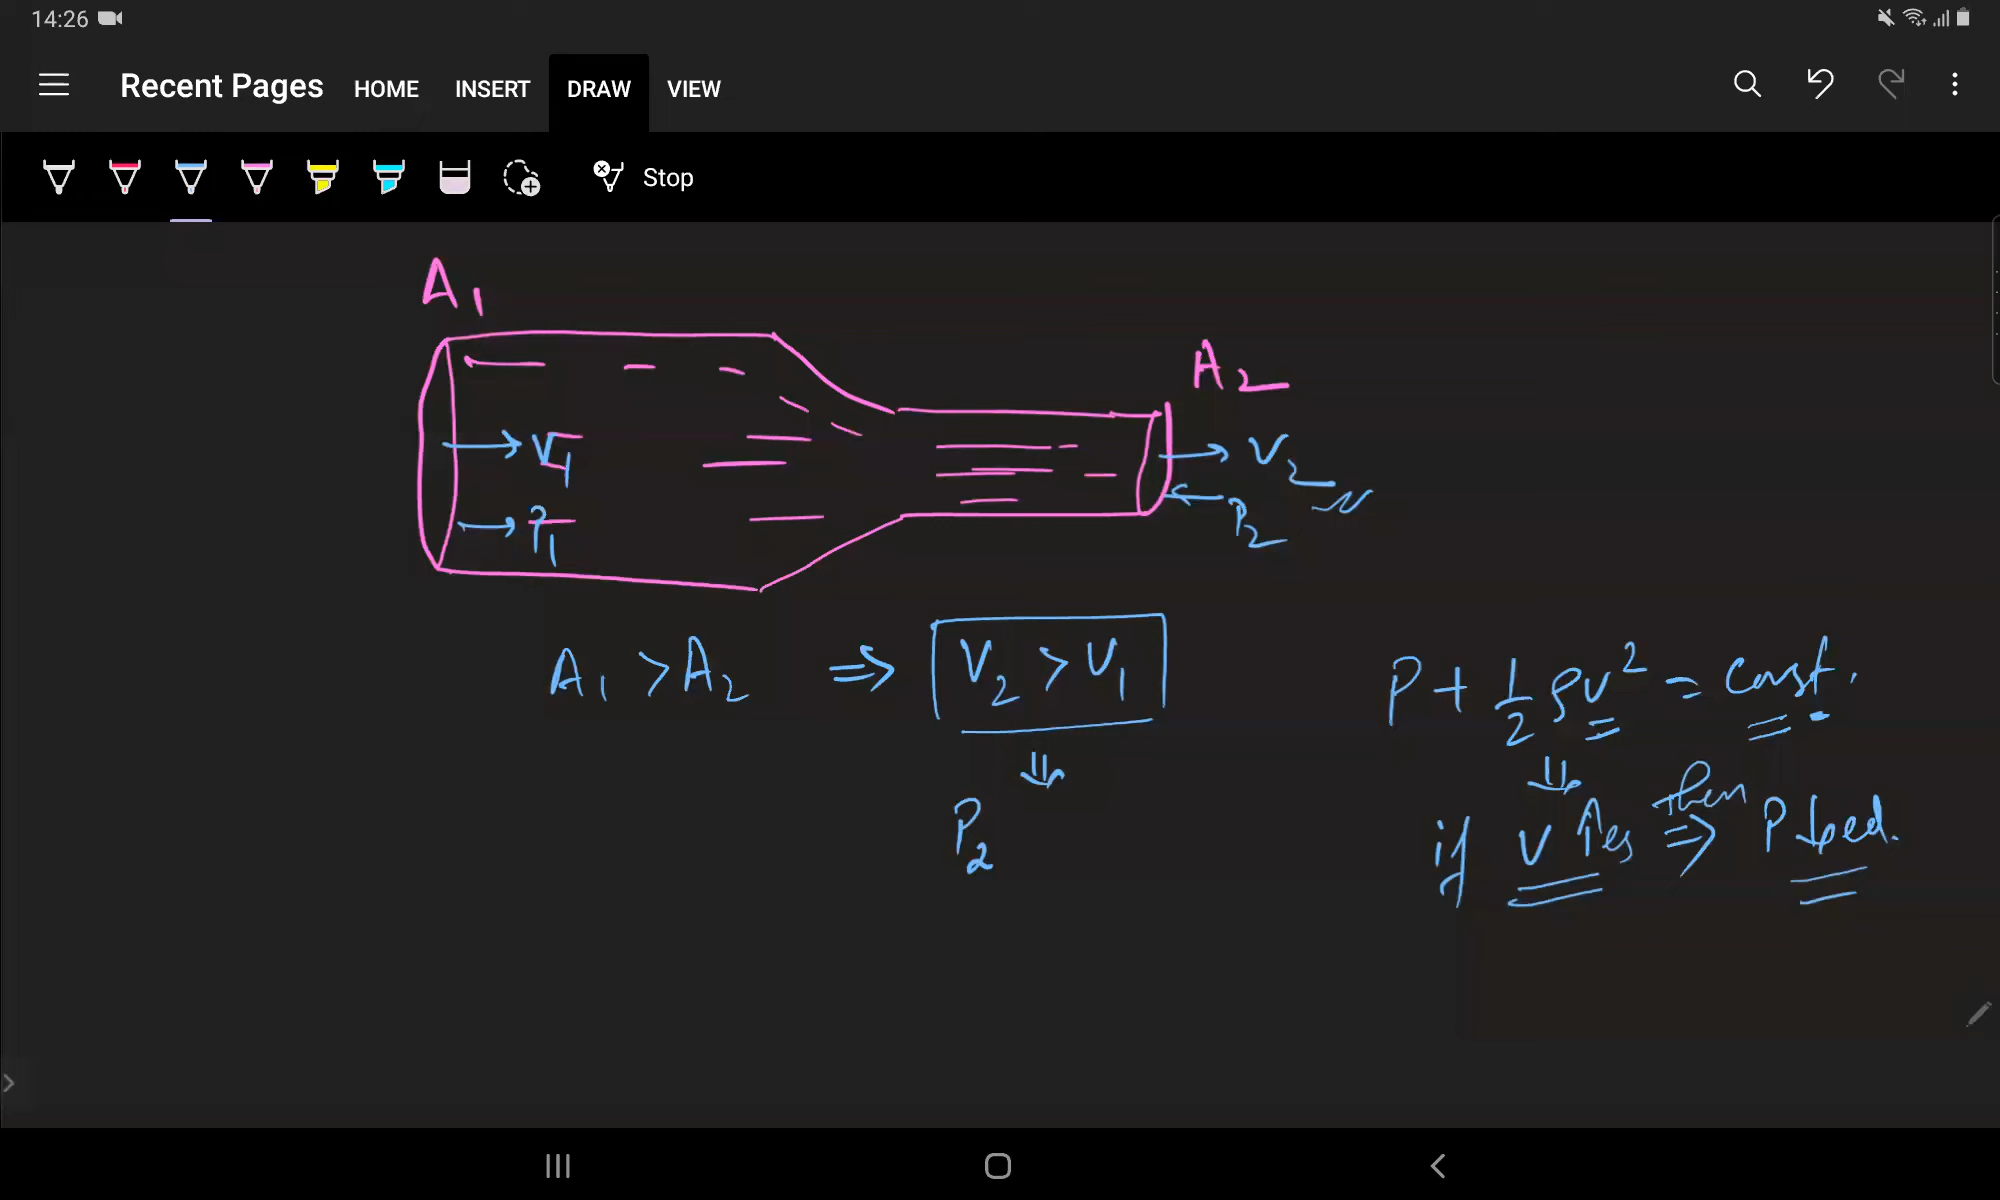 14:26
Recent Pages HOME INSERT DRAW VIEW
Stop
A1
A2
V1
V2
P1
P2
A1 > A2 ⇒ V2 > V1
⇓
P2
P + 1/2 ρv² = const.
⇓
if v ↑es then ⇒ P ↓sed.